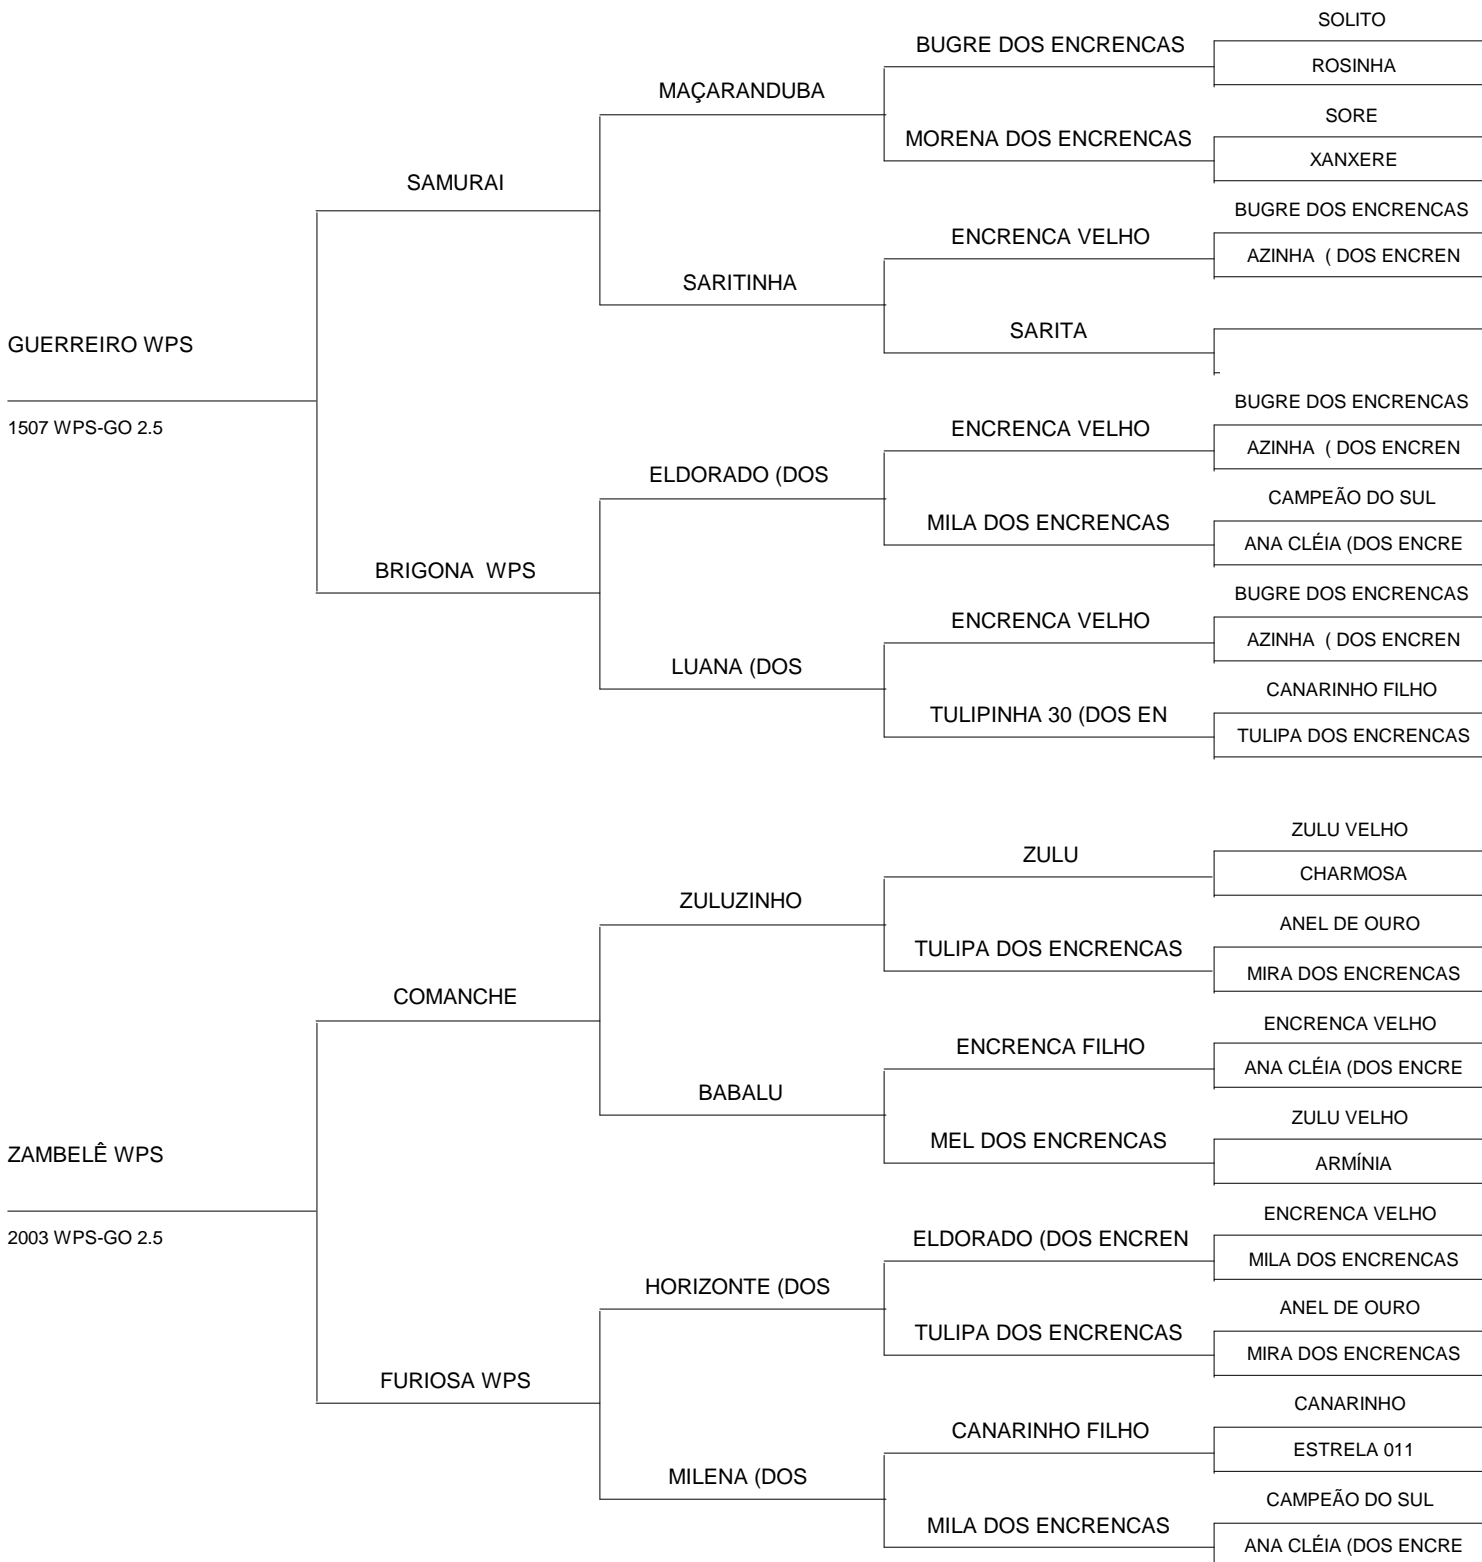 SOLITO
BUGRE DOS ENCRENCAS
ROSINHA
MAÇARANDUBA
SORE
MORENA DOS ENCRENCAS
XANXERE
SAMURAI
BUGRE DOS ENCRENCAS
ENCRENCA VELHO
AZINHA ( DOS ENCREN
SARITINHA
SARITA
GUERREIRO WPS
1507 WPS-GO 2.5
BUGRE DOS ENCRENCAS
ENCRENCA VELHO
AZINHA ( DOS ENCREN
ELDORADO (DOS
CAMPEÃO DO SUL
MILA DOS ENCRENCAS
ANA CLÉIA (DOS ENCRE
BRIGONA WPS
BUGRE DOS ENCRENCAS
ENCRENCA VELHO
AZINHA ( DOS ENCREN
LUANA (DOS
CANARINHO FILHO
TULIPINHA 30 (DOS EN
TULIPA DOS ENCRENCAS
ZULU VELHO
ZULU
CHARMOSA
ZULUZINHO
ANEL DE OURO
TULIPA DOS ENCRENCAS
MIRA DOS ENCRENCAS
COMANCHE
ENCRENCA VELHO
ENCRENCA FILHO
ANA CLÉIA (DOS ENCRE
BABALU
ZULU VELHO
MEL DOS ENCRENCAS
ARMÍNIA
ZAMBELÊ WPS
2003 WPS-GO 2.5
ENCRENCA VELHO
ELDORADO (DOS ENCREN
MILA DOS ENCRENCAS
HORIZONTE (DOS
ANEL DE OURO
TULIPA DOS ENCRENCAS
MIRA DOS ENCRENCAS
FURIOSA WPS
CANARINHO
CANARINHO FILHO
ESTRELA 011
MILENA (DOS
CAMPEÃO DO SUL
MILA DOS ENCRENCAS
ANA CLÉIA (DOS ENCRE